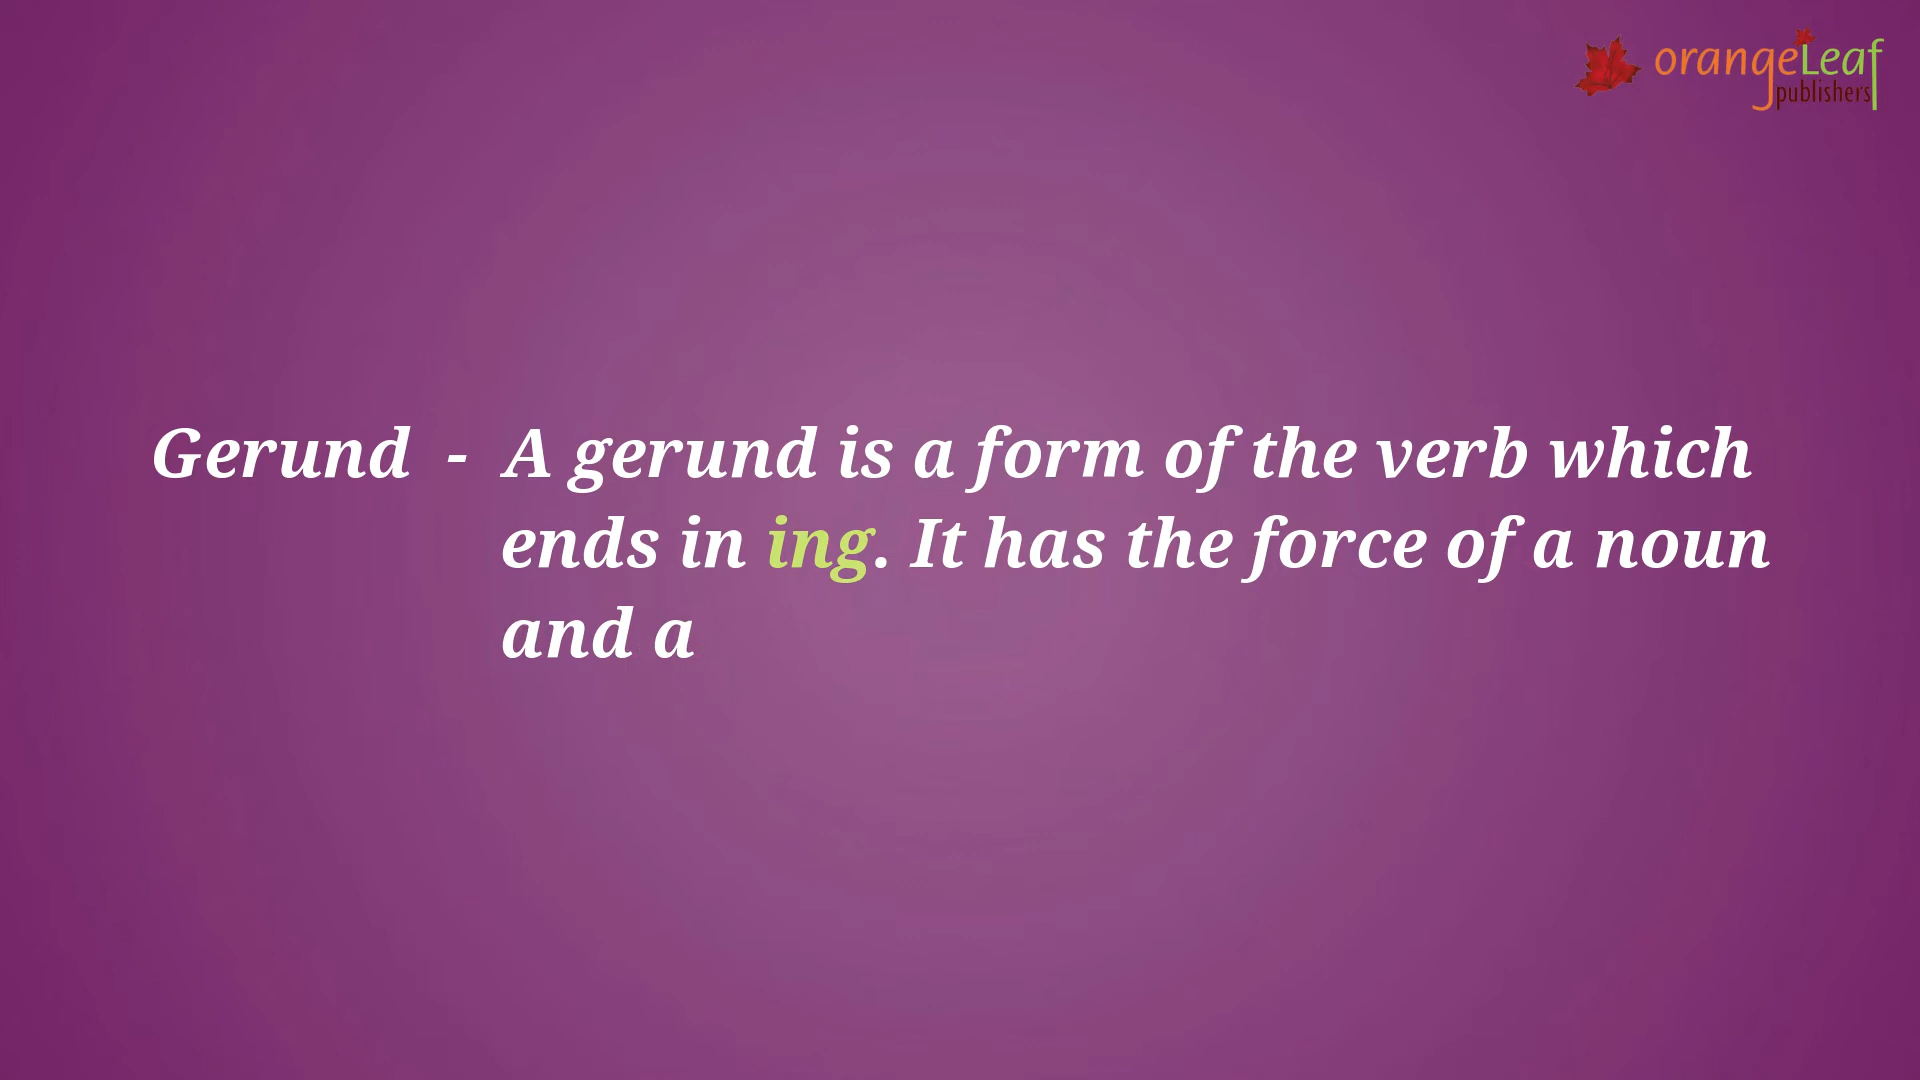 orangeLeaf
publishers
Gerund - A gerund is a form of the verb which
ends in ing. It has the force of a noun
and a